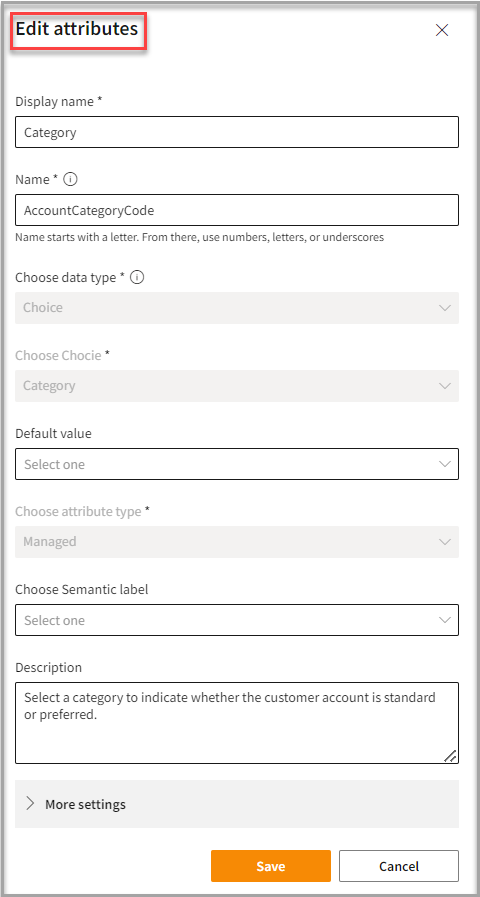 Edit attributes
Display name *
Category
Name *
AccountCategoryCode
Name starts with a letter. From there, use numbers, letters, or underscores
Choose data type *
Choice
Choose Chocie *
Category
Default value
Select one
Choose attribute type *
Managed
Choose Semantic label
Select one
Description
Select a category to indicate whether the customer account is standard
or preferred.
More settings
Save
Cancel